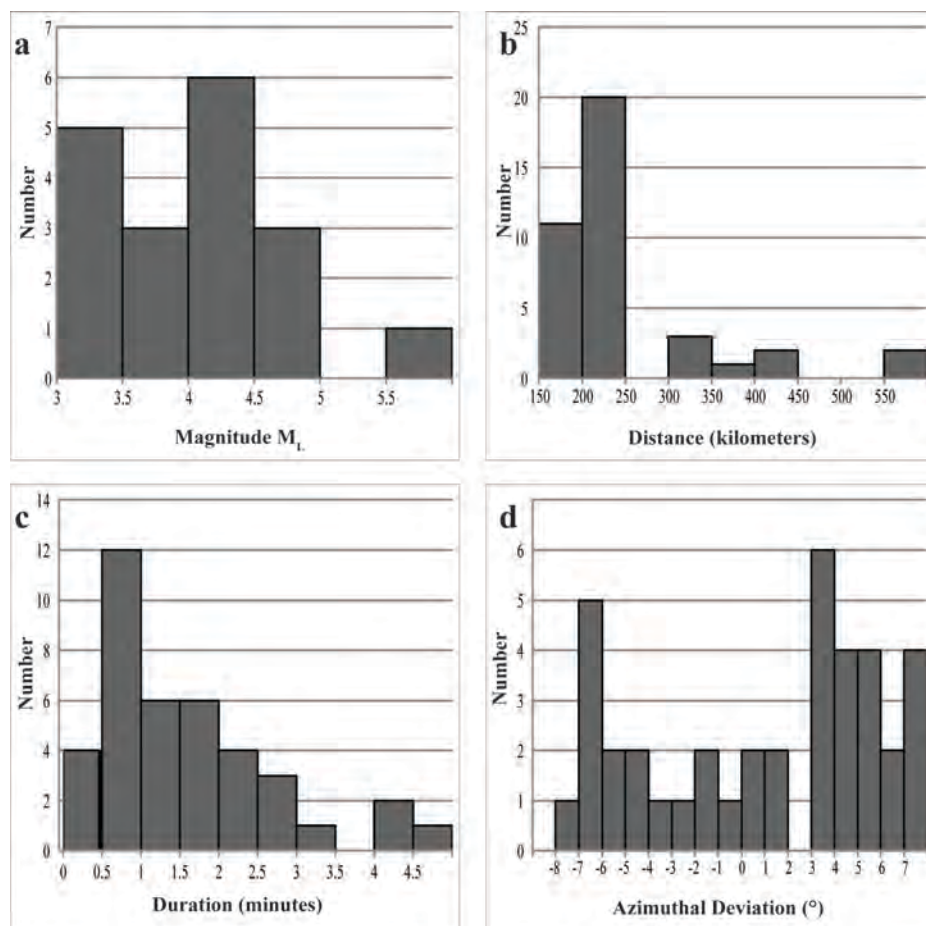 a
7
6
5
4
3
2
1
0
Number
3 3.5 4 4.5 5 5.5
Magnitude M_L
b
25
20
15
10
5
0
Number
150 200 250 300 350 400 450 500 550
Distance (kilometers)
c
14
12
10
8
6
4
2
0
Number
0 0.5 1 1.5 2 2.5 3 3.5 4 4.5
Duration (minutes)
d
6
5
4
3
2
1
0
Number
-8 -7 -6 -5 -4 -3 -2 -1 0 1 2 3 4 5 6 7
Azimuthal Deviation (°)